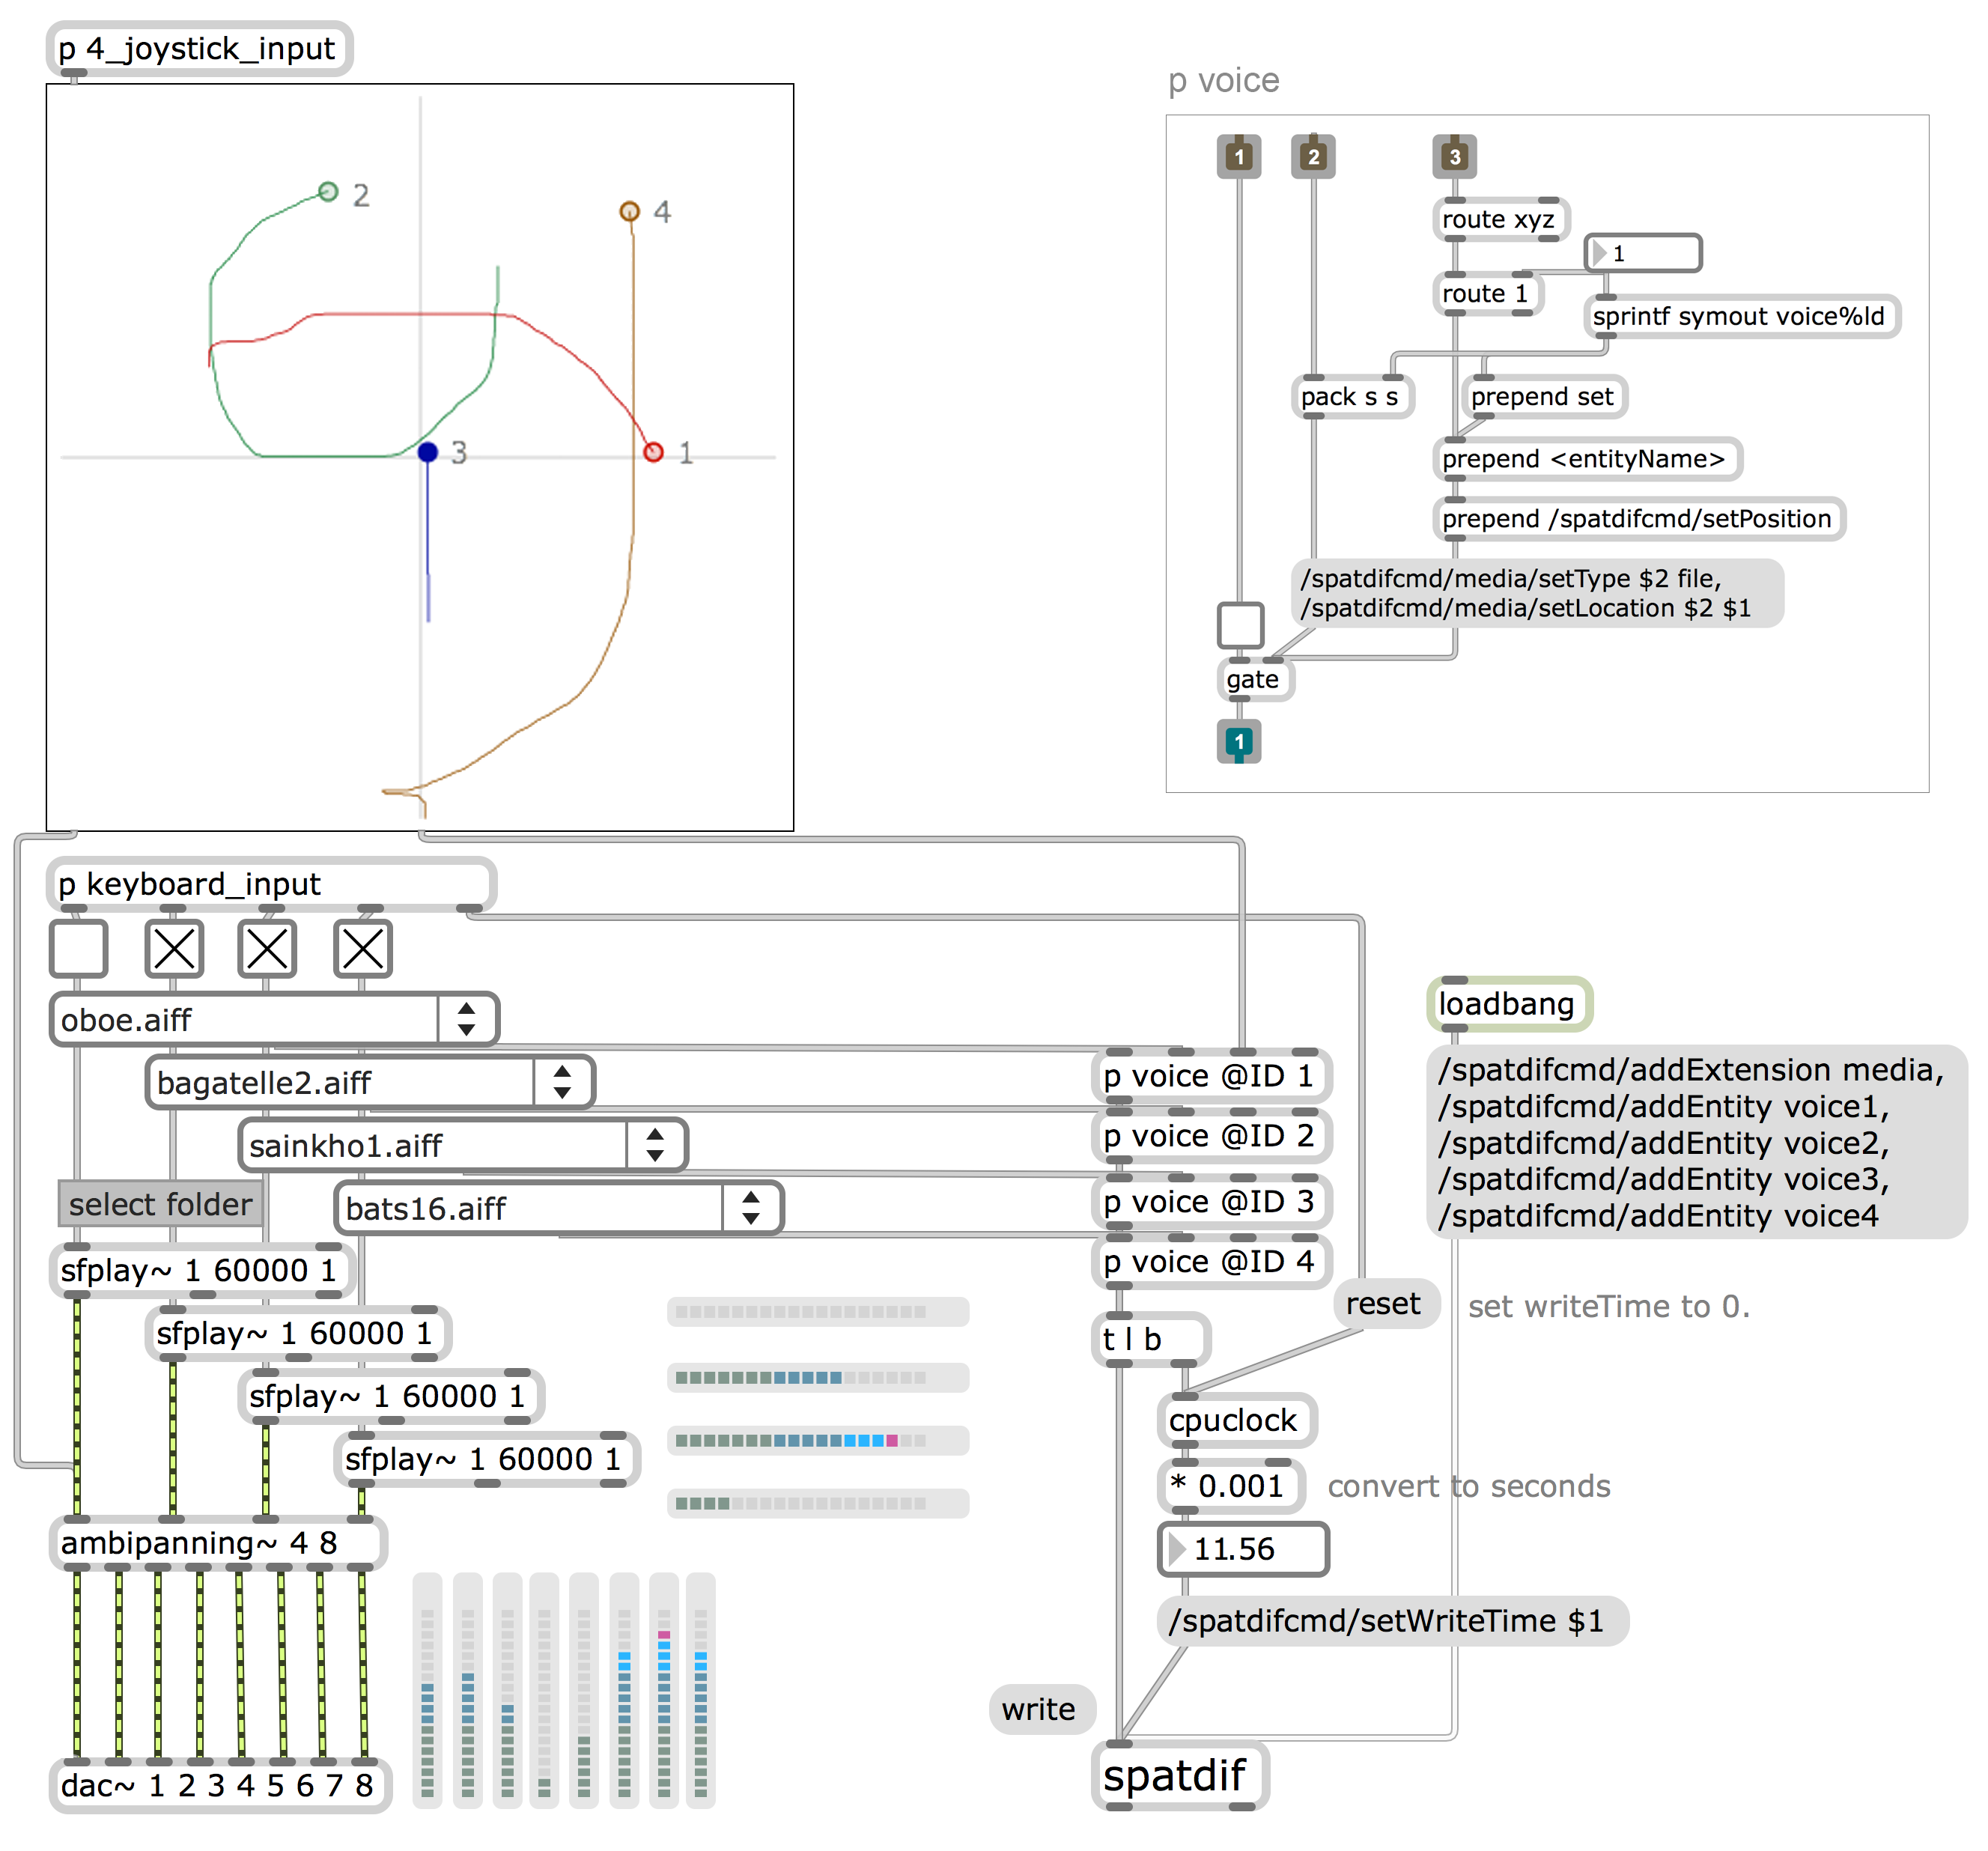 p 4_joystick_input
2
4
3
1
p voice
1
2
3
route xyz
1
route 1
sprintf symout voice%ld
pack s s
prepend set
prepend <entityName>
prepend /spatdifcmd/setPosition
/spatdifcmd/media/setType $2 file,
/spatdifcmd/media/setLocation $2 $1
gate
1
p keyboard_input
oboe.aiff
bagatelle2.aiff
sainkho1.aiff
bats16.aiff
select folder
sfplay~ 1 60000 1
sfplay~ 1 60000 1
sfplay~ 1 60000 1
sfplay~ 1 60000 1
ambipanning~ 4 8
dac~ 1 2 3 4 5 6 7 8
p voice @ID 1
p voice @ID 2
p voice @ID 3
p voice @ID 4
t l b
loadbang
/spatdifcmd/addExtension media,
/spatdifcmd/addEntity voice1,
/spatdifcmd/addEntity voice2,
/spatdifcmd/addEntity voice3,
/spatdifcmd/addEntity voice4
reset
set writeTime to 0.
cpuclock
* 0.001
convert to seconds
11.56
/spatdifcmd/setWriteTime $1
write
spatdif